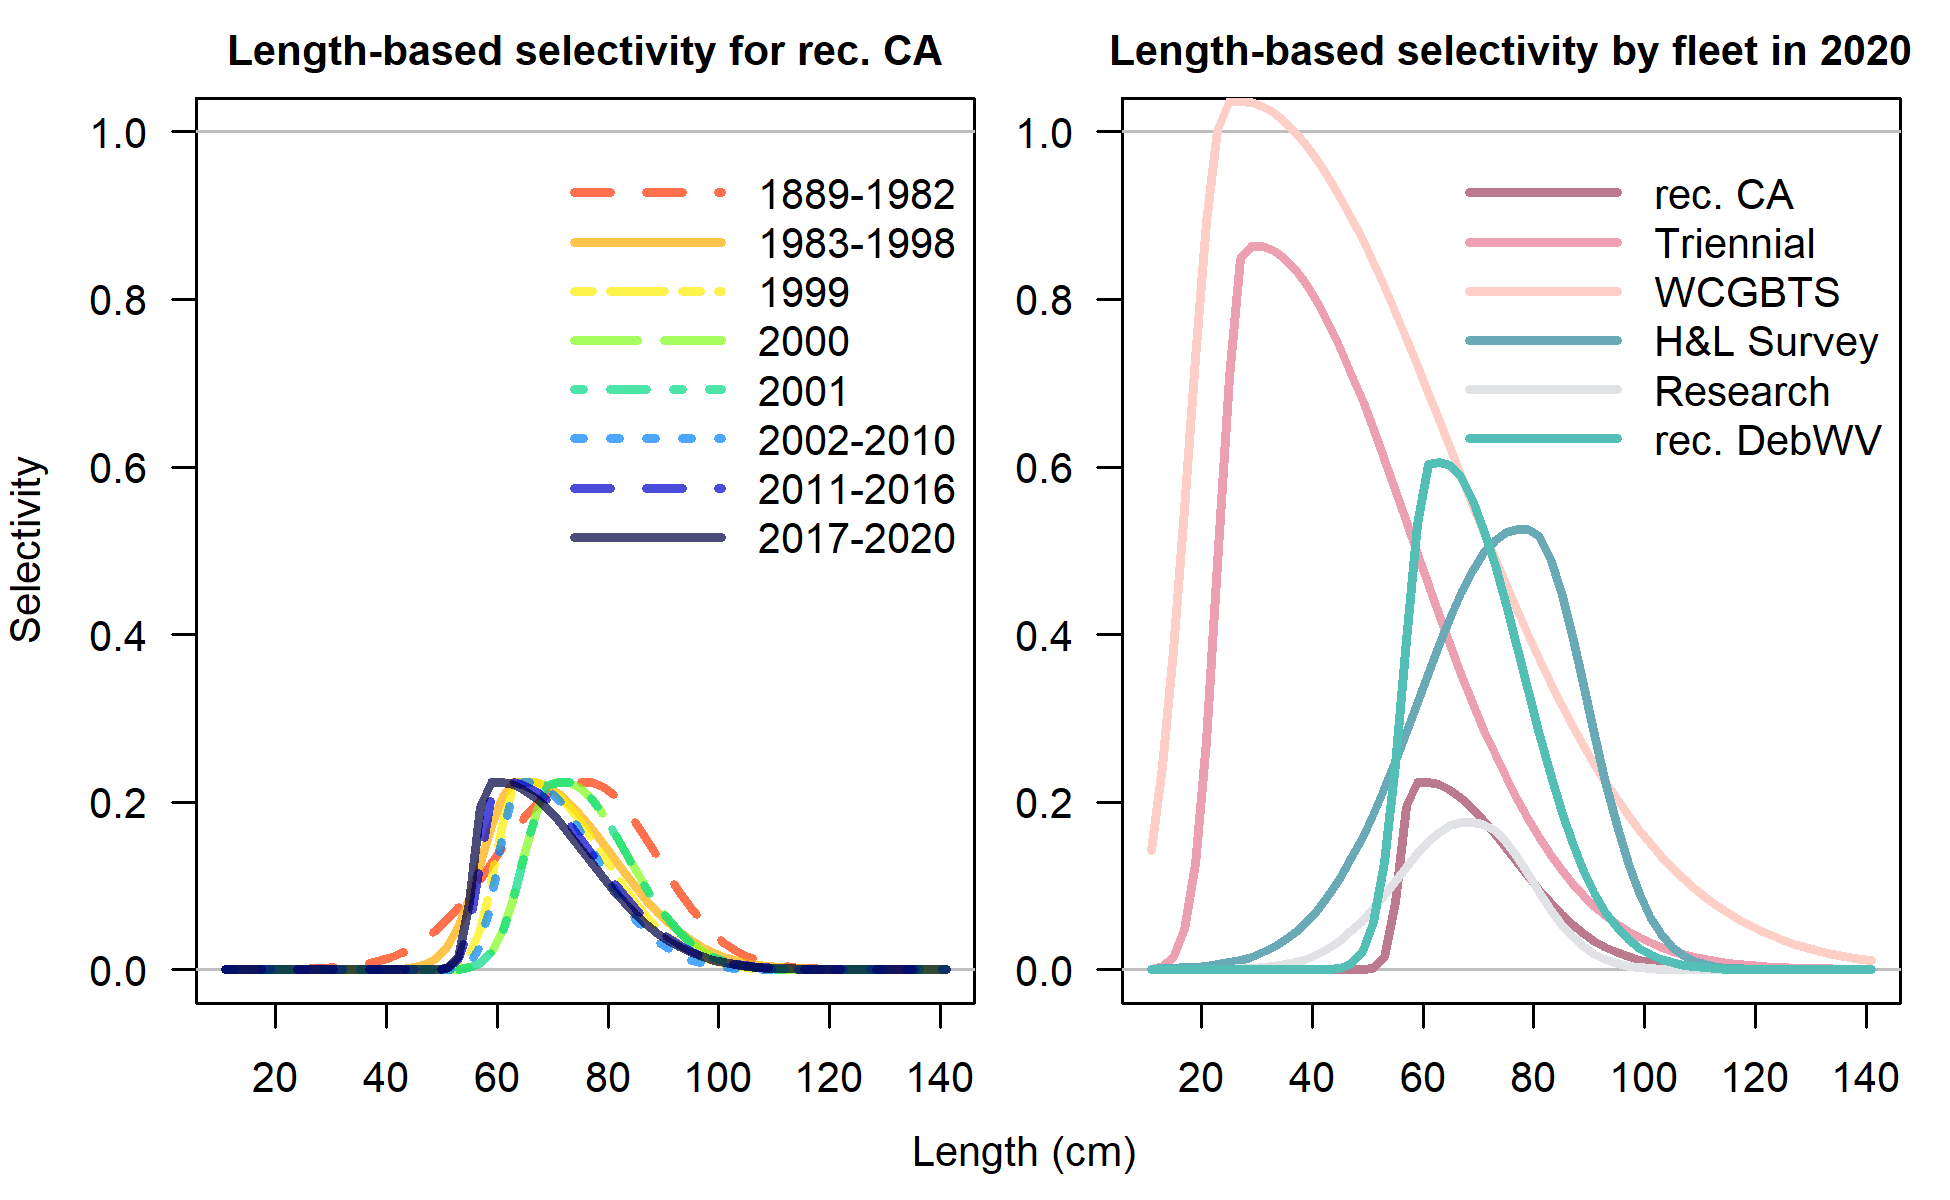 Length-based selectivity for rec. CA
1.0
0.8
0.6
0.4
0.2
0.0
Selectivity
1889-1982
1983-1998
1999
2000
2001
2002-2010
2011-2016
2017-2020
20 40 60 80 100 120 140
Length-based selectivity by fleet in 2020
1.0
0.8
0.6
0.4
0.2
0.0
rec. CA
Triennial
WCGBTS
H&L Survey
Research
rec. DebWV
20 40 60 80 100 120 140
Length (cm)